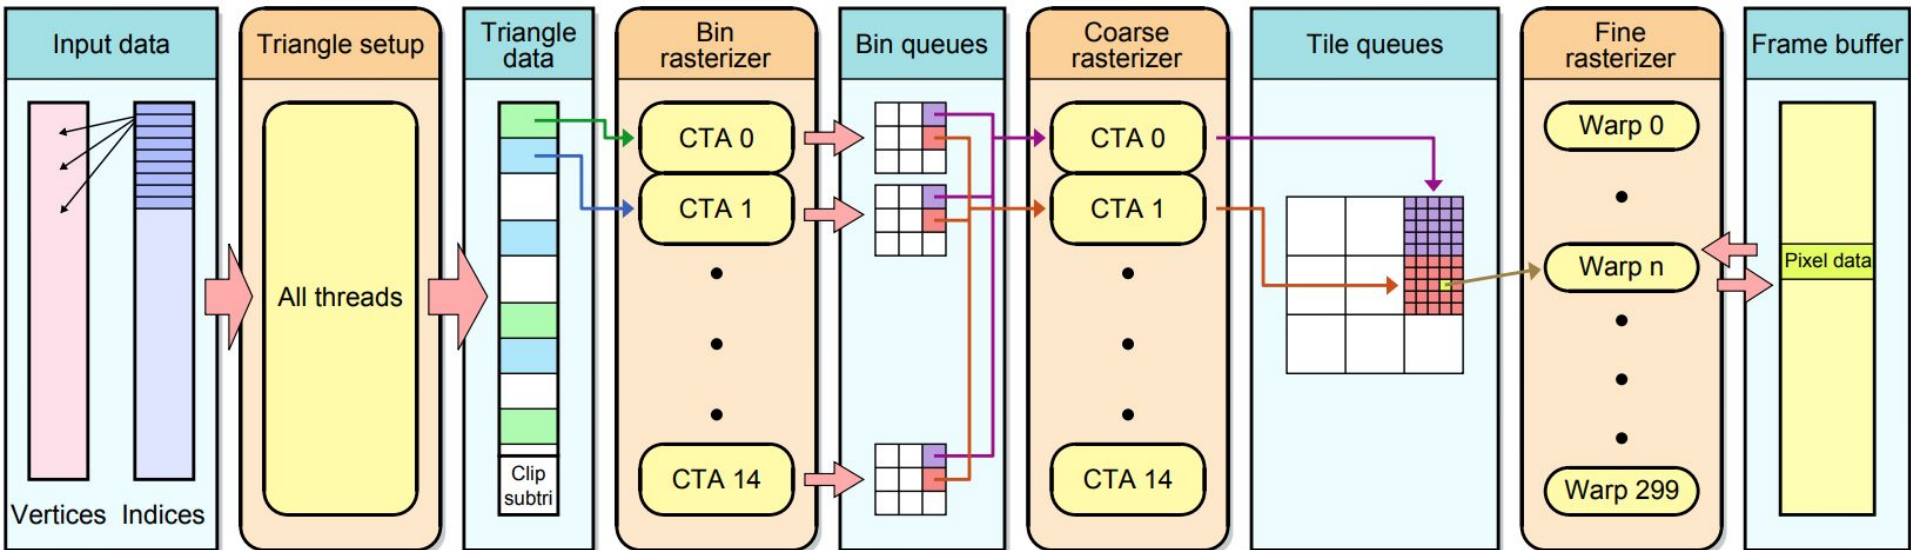 Input data
Vertices Indices
Triangle setup
All threads
Triangle
data
Clip
subtri
Bin
rasterizer
CTA 0
CTA 1
CTA 14
Bin queues
Coarse
rasterizer
CTA 0
CTA 1
CTA 14
Tile queues
Fine
rasterizer
Warp 0
Warp n
Warp 299
Frame buffer
Pixel data